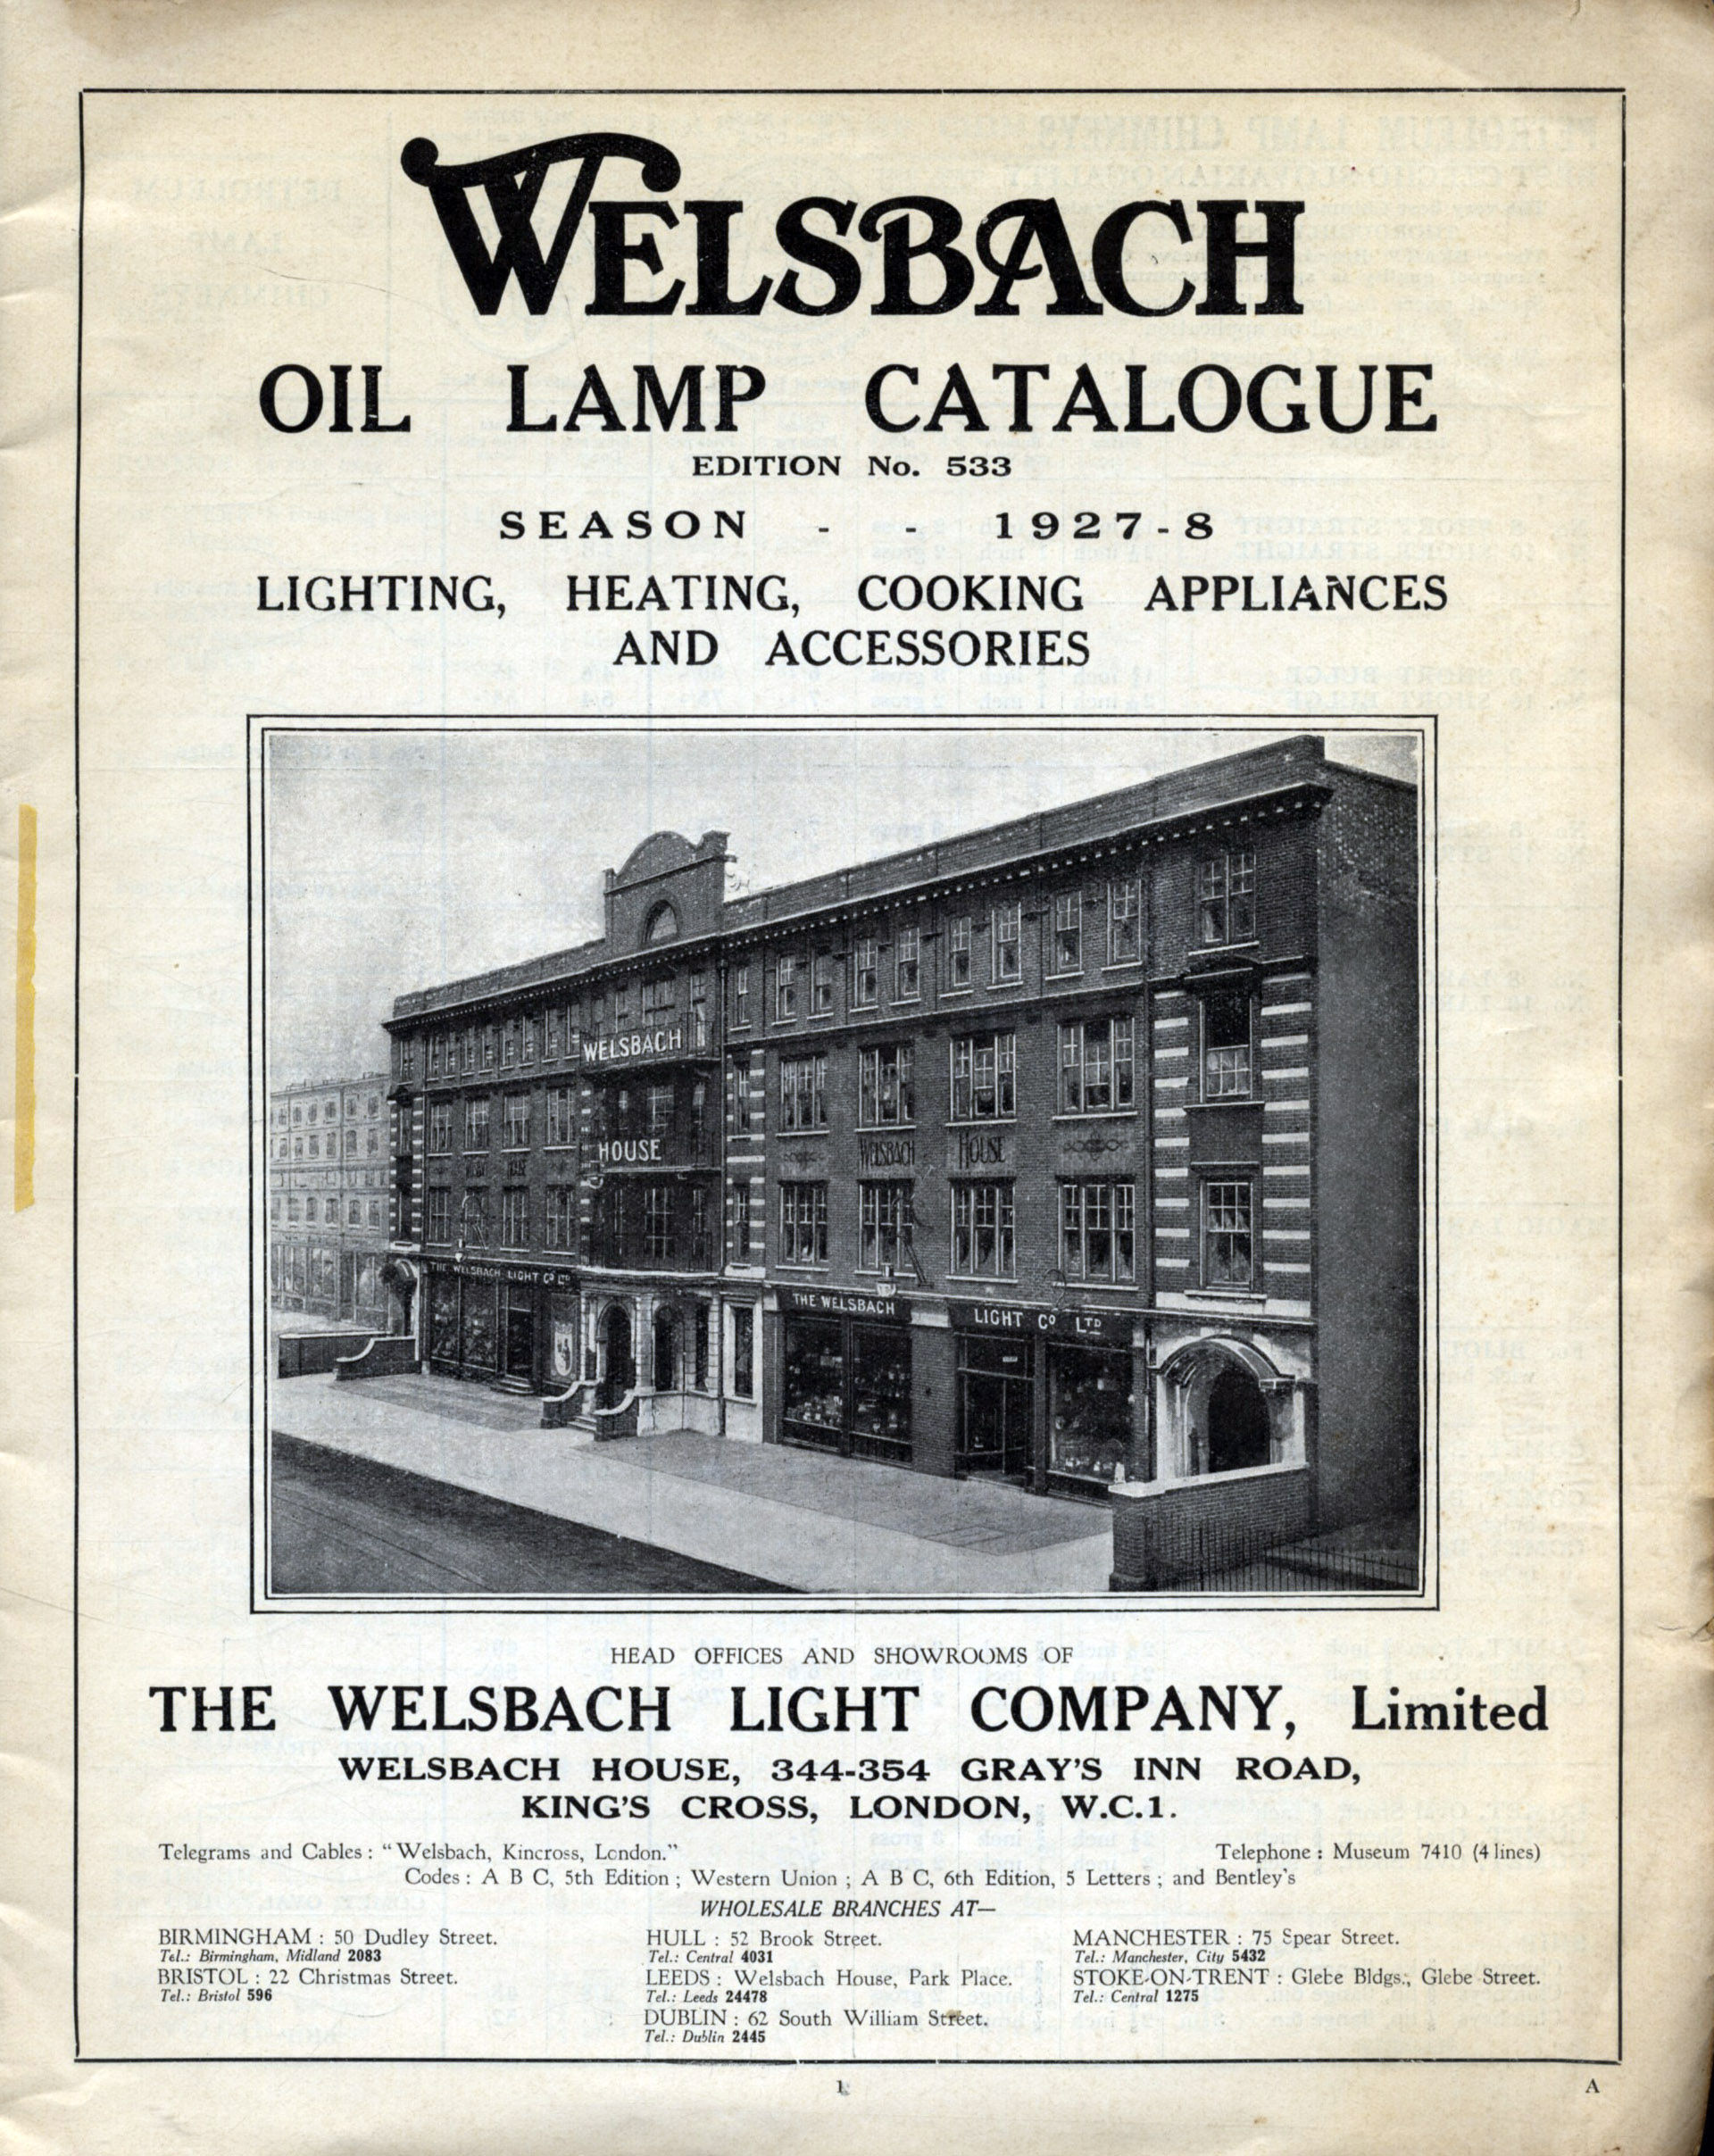 WELSBACH
OIL LAMP CATALOGUE
EDITION No. 533
SEASON - - 1927-8
LIGHTING, HEATING, COOKING APPLIANCES
AND ACCESSORIES
WELSBACH
HOUSE
WELSBACH HOUSE
THE WELSBACH LIGHT CO LTD
THE WELSBACH LIGHT CO LTD
HEAD OFFICES AND SHOWROOMS OF
THE WELSBACH LIGHT COMPANY, Limited
WELSBACH HOUSE, 344-354 GRAY'S INN ROAD,
KING'S CROSS, LONDON, W.C.1.
Telegrams and Cables : "Welsbach, Kincross, London." Telephone : Museum 7410 (4 lines)
Codes : A B C, 5th Edition ; Western Union ; A B C, 6th Edition, 5 Letters ; and Bentley's
WHOLESALE BRANCHES AT—
BIRMINGHAM : 50 Dudley Street.
Tel.: Birmingham, Midland 2083
BRISTOL : 22 Christmas Street.
Tel.: Bristol 596
HULL : 52 Brook Street.
Tel.: Central 4031
LEEDS : Welsbach House, Park Place.
Tel.: Leeds 24478
DUBLIN : 62 South William Street.
Tel.: Dublin 2445
MANCHESTER : 75 Spear Street.
Tel.: Manchester, City 5432
STOKE-ON-TRENT : Glebe Bldgs., Glebe Street.
Tel.: Central 1275
1
A